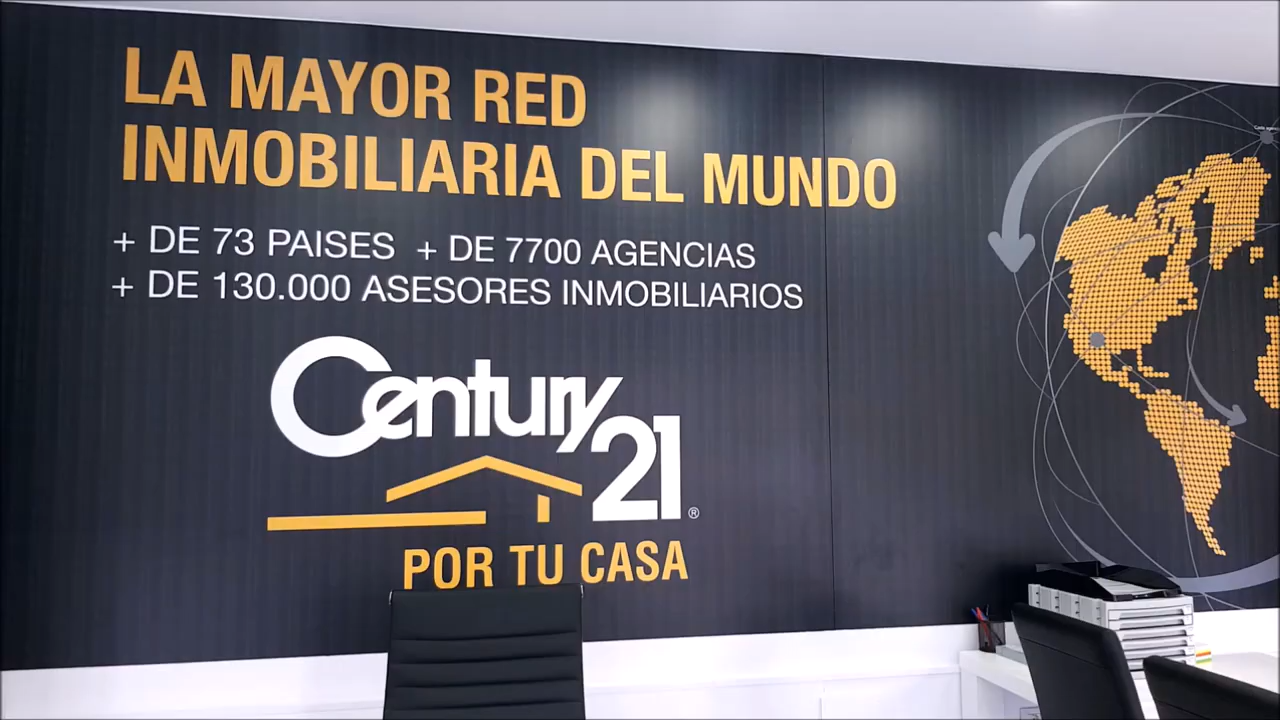 LA MAYOR RED
INMOBILIARIA DEL MUNDO
+ DE 73 PAISES + DE 7700 AGENCIAS
+ DE 130.000 ASESORES INMOBILIARIOS
Century
21®
POR TU CASA